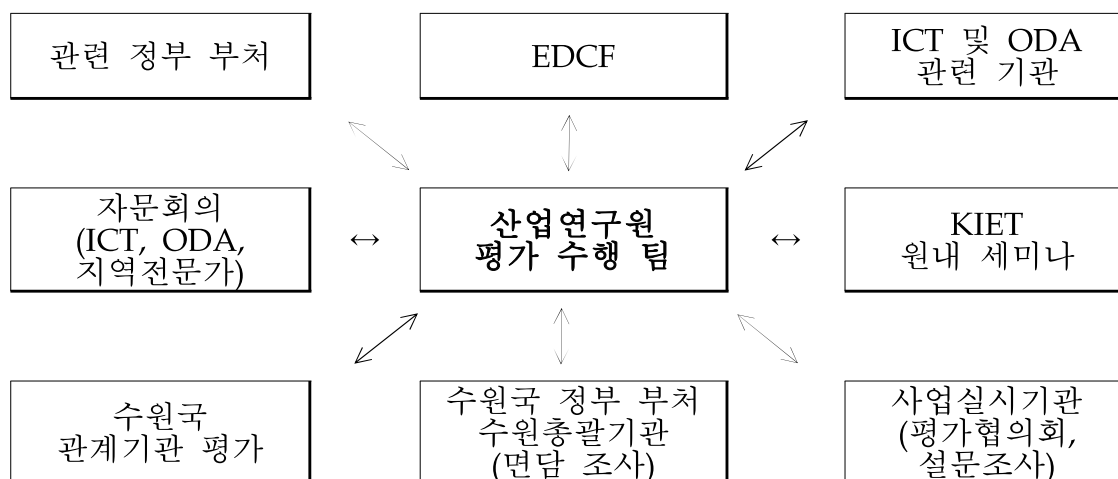 관련 정부 부처
EDCF
ICT 및 ODA
관련 기관
자문회의
(ICT, ODA,
지역전문가)
↔
산업연구원
평가 수행 팀
↔
KIET
원내 세미나
수원국
관계기관 평가
수원국 정부 부처
수원총괄기관
(면담 조사)
사업실시기관
(평가협의회,
설문조사)